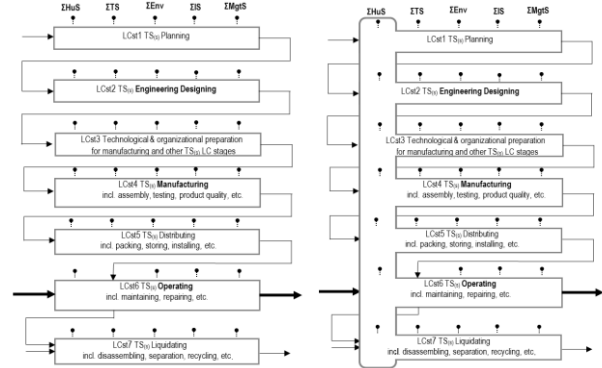 ΣHuS ΣTS ΣEnv ΣIS ΣMgtS
LCst1 TS(s) Planning
LCst2 TS(s) Engineering Designing
LCst3 Technological & organizational preparation
for manufacturing and other TS(s) LC stages
LCst4 TS(s) Manufacturing
incl. assembly, testing, product quality, etc.
LCst5 TS(s) Distributing
incl. packing, storing, installing, etc.
LCst6 TS(s) Operating
incl. maintaining, repairing, etc.
LCst7 TS(s) Liquidating
incl. disassembling, separation, recycling, etc.
ΣHuS ΣTS ΣEnv ΣIS ΣMgtS
LCst1 TS(s) Planning
LCst2 TS(s) Engineering Designing
LCst3 Technological & organizational preparation
for manufacturing and other TS(s) LC stages
LCst4 TS(s) Manufacturing
incl. assembly, testing, product quality, etc.
LCst5 TS(s) Distributing
incl. packing, storing, installing, etc.
LCst6 TS(s) Operating
incl. maintaining, repairing, etc.
LCst7 TS(s) Liquidating
incl. disassembling, separation, recycling, etc.